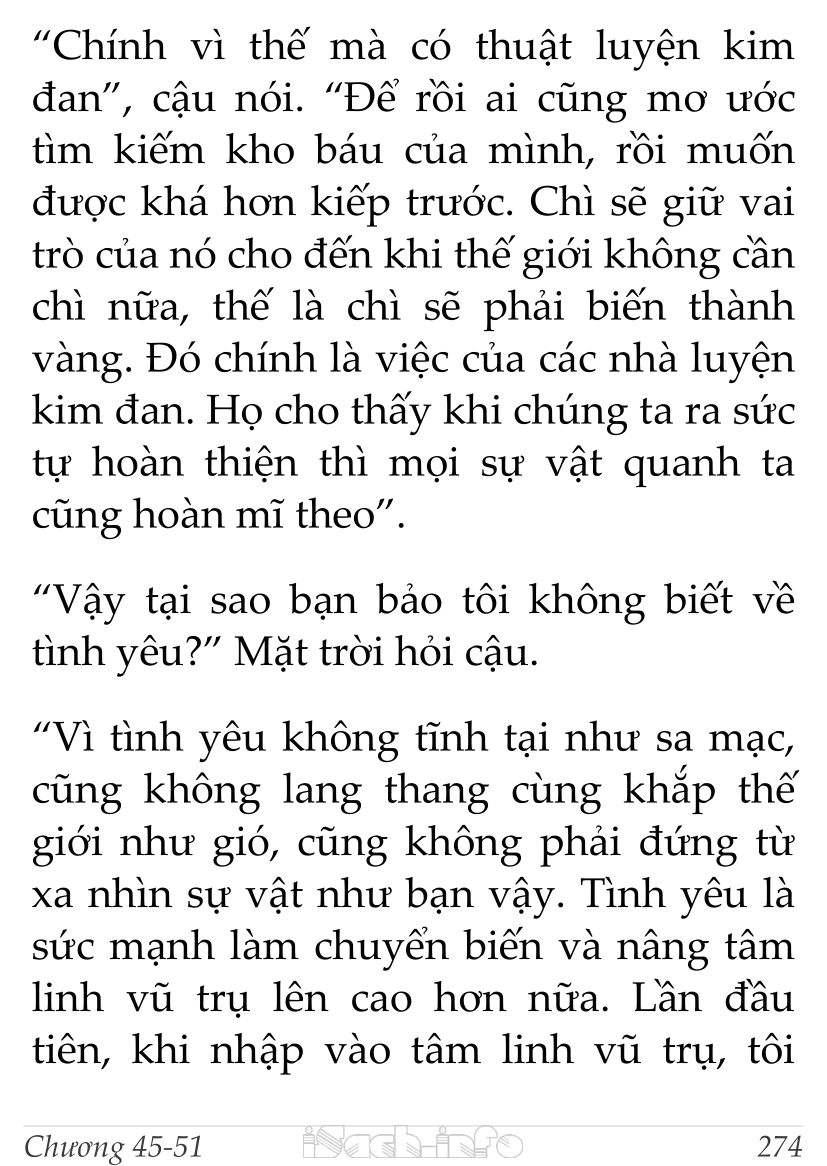 “Chính vì thế mà có thuật luyện kim
đan”, cậu nói. “Để rồi ai cũng mơ ước
tìm kiếm kho báu của mình, rồi muốn
được khá hơn kiếp trước. Chì sẽ giữ vai
trò của nó cho đến khi thế giới không cần
chì nữa, thế là chì sẽ phải biến thành
vàng. Đó chính là việc của các nhà luyện
kim đan. Họ cho thấy khi chúng ta ra sức
tự hoàn thiện thì mọi sự vật quanh ta
cũng hoàn mĩ theo”.
“Vậy tại sao bạn bảo tôi không biết về
tình yêu?” Mặt trời hỏi cậu.
“Vì tình yêu không tĩnh tại như sa mạc,
cũng không lang thang cùng khắp thế
giới như gió, cũng không phải đứng từ
xa nhìn sự vật như bạn vậy. Tình yêu là
sức mạnh làm chuyển biến và nâng tâm
linh vũ trụ lên cao hơn nữa. Lần đầu
tiên, khi nhập vào tâm linh vũ trụ, tôi
Chương 45-51 iSach.info 274